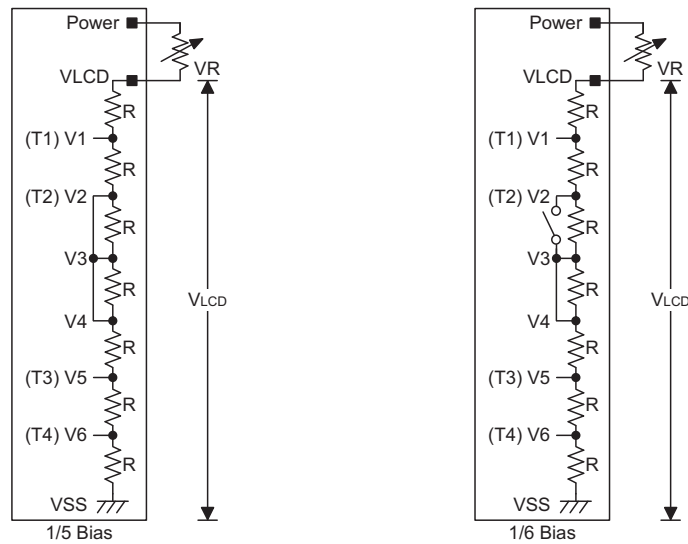 Power
VR
VLCD
R
(T1) V1
R
(T2) V2
R
V3
R
VLCD
V4
R
(T3) V5
R
(T4) V6
R
VSS
1/5 Bias
Power
VR
VLCD
R
(T1) V1
R
(T2) V2
R
V3
R
VLCD
V4
R
(T3) V5
R
(T4) V6
R
VSS
1/6 Bias